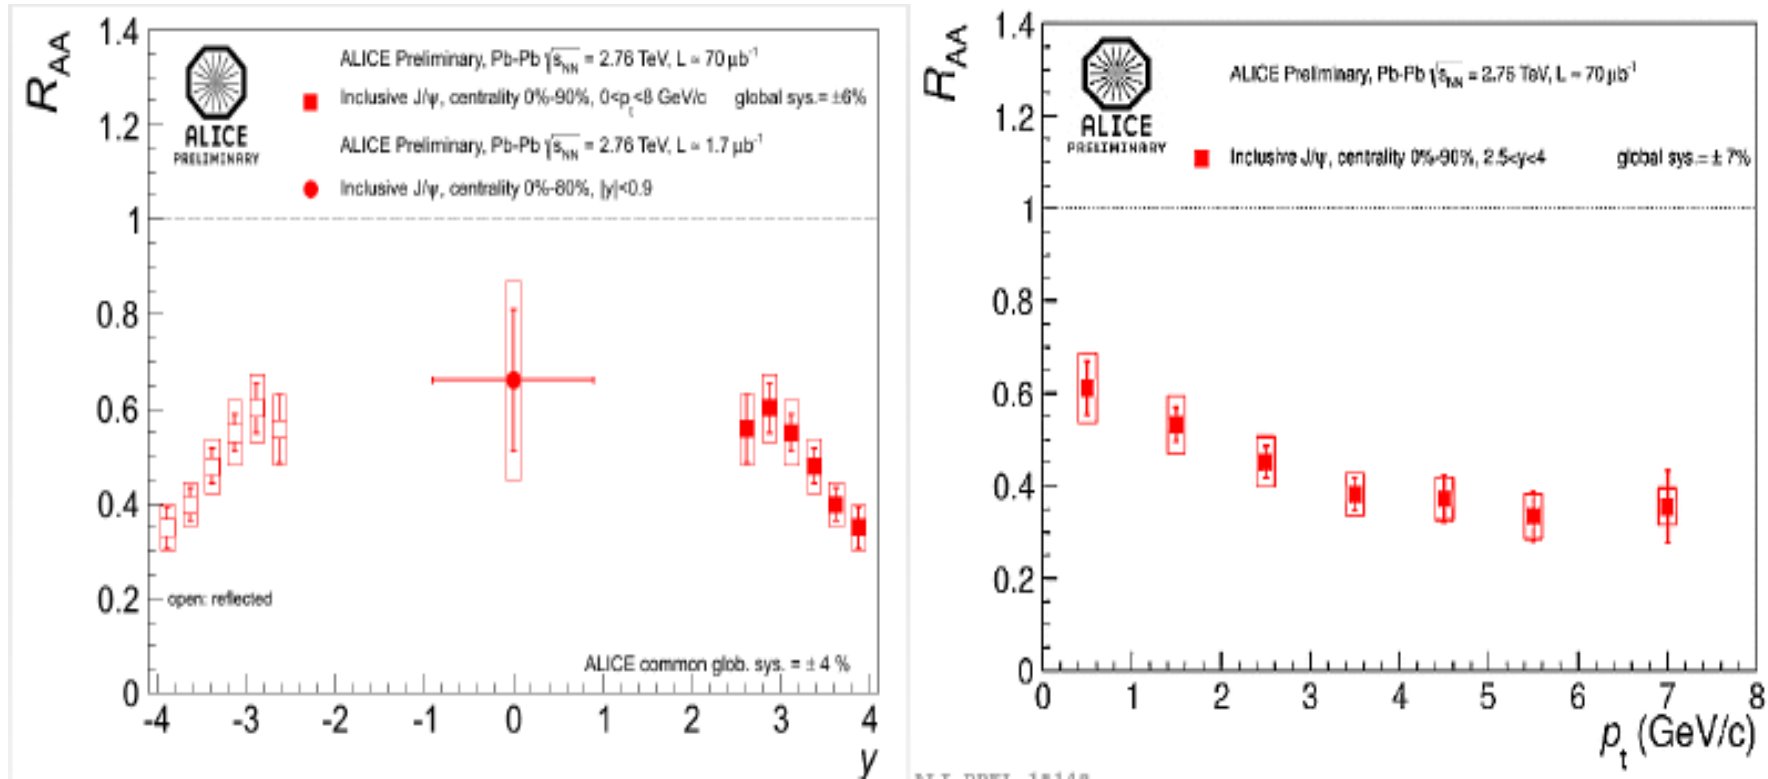 R_AA
1.4
1.2
1
0.8
0.6
0.4
0.2
0
ALICE
PRELIMINARY
ALICE Preliminary, Pb-Pb √s_NN = 2.76 TeV, L ≃ 70 μb⁻¹
Inclusive J/ψ, centrality 0%-90%, 0<p_t<8 GeV/c global sys.= ±6%
ALICE Preliminary, Pb-Pb √s_NN = 2.76 TeV, L ≃ 1.7 μb⁻¹
Inclusive J/ψ, centrality 0%-80%, |y|<0.9
open: reflected
ALICE common glob. sys. = ± 4 %
-4 -3 -2 -1 0 1 2 3 4
y
R_AA
1.4
1.2
1
0.8
0.6
0.4
0.2
0
ALICE
PRELIMINARY
ALICE Preliminary, Pb-Pb √s_NN = 2.76 TeV, L ≃ 70 μb⁻¹
Inclusive J/ψ, centrality 0%-90%, 2.5<y<4 global sys.= ± 7%
0 1 2 3 4 5 6 7 8
p_t (GeV/c)